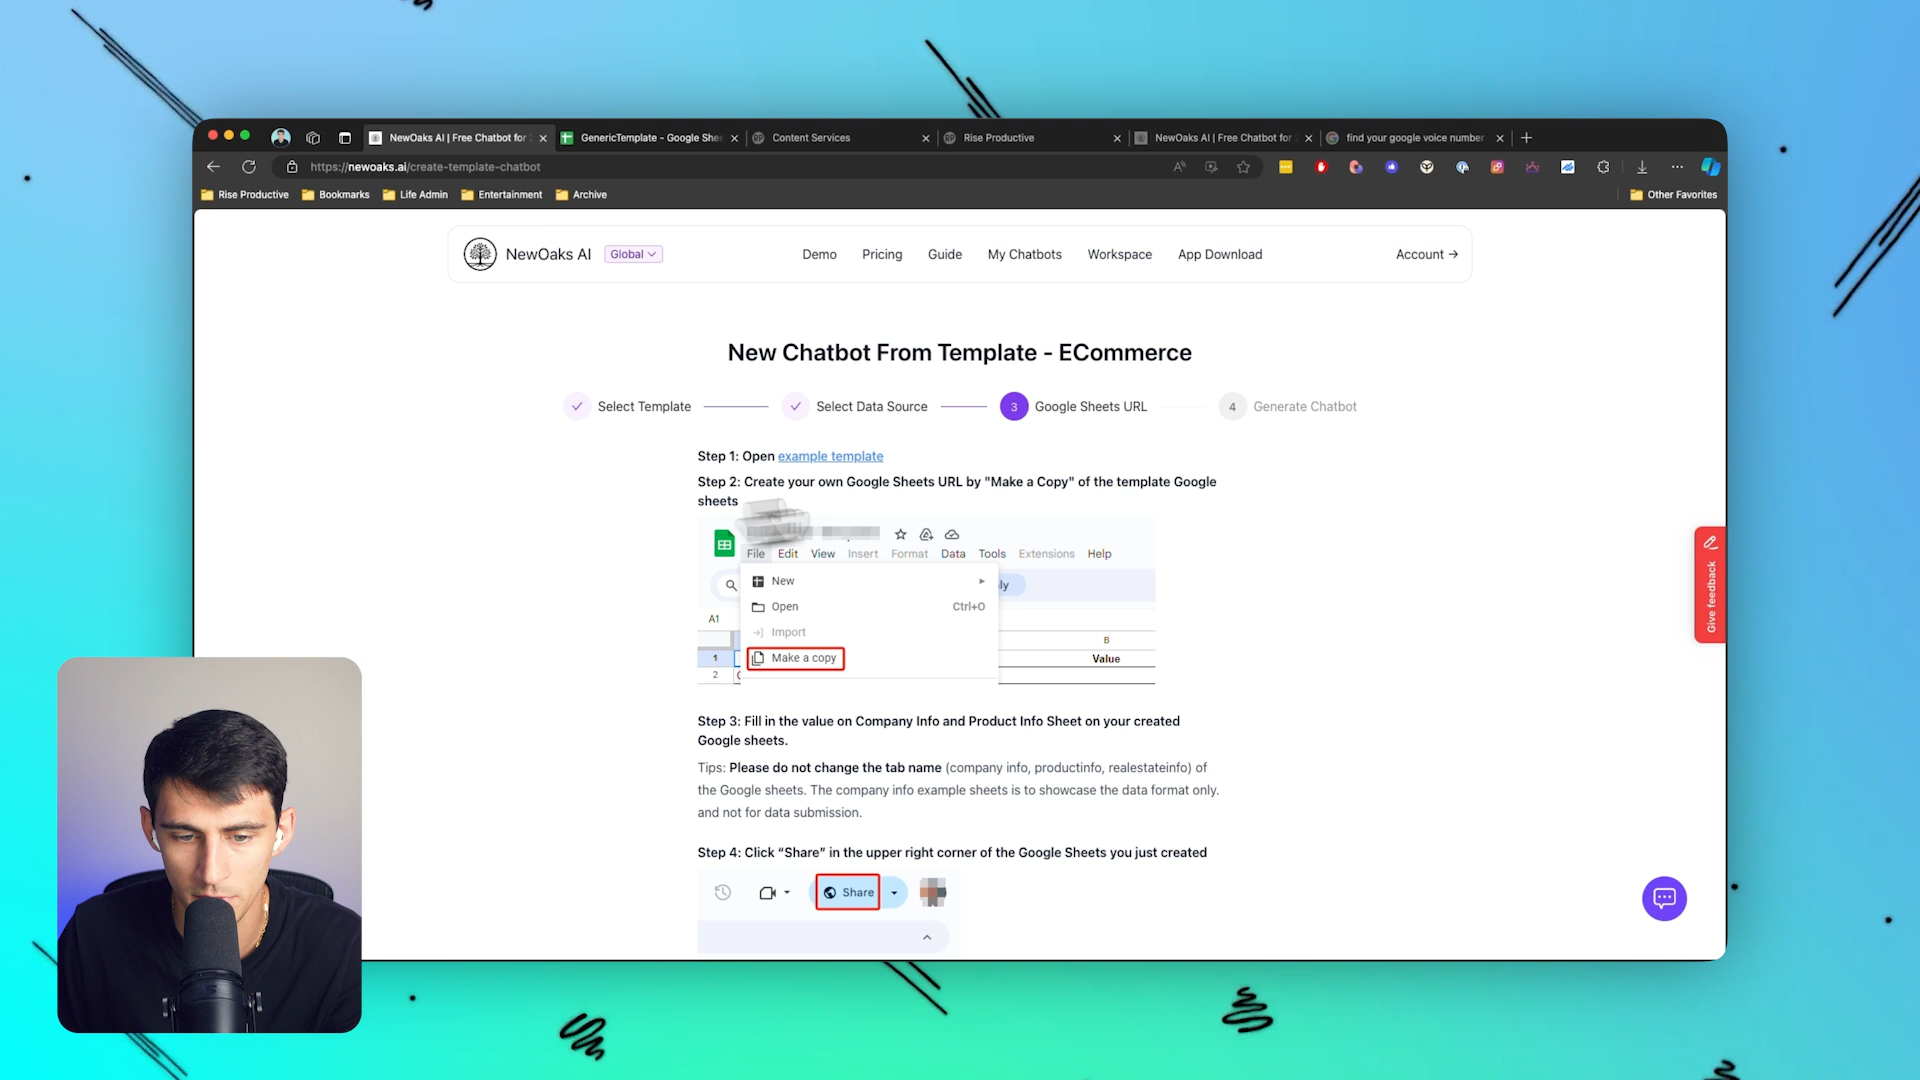 NewOaks AI | Free Chatbot for
GenericTemplate - Google Shee
Content Services
Rise Productive
NewOaks AI | Free Chatbot for
find your google voice number
https://newoaks.ai/create-template-chatbot
Rise Productive
Bookmarks
Life Admin
Entertainment
Archive
Other Favorites
NewOaks AI
Global
Demo
Pricing
Guide
My Chatbots
Workspace
App Download
Account →
New Chatbot From Template - ECommerce
Select Template
Select Data Source
3 Google Sheets URL
4 Generate Chatbot
Step 1: Open example template
Step 2: Create your own Google Sheets URL by "Make a Copy" of the template Google
sheets
File Edit View Insert Format Data Tools Extensions Help
New
ly
Open Ctrl+O
A1
Import
B
1
Make a copy
Value
2
Step 3: Fill in the value on Company Info and Product Info Sheet on your created
Google sheets.
Tips: Please do not change the tab name (company info, productinfo, realestateinfo) of
the Google sheets. The company info example sheets is to showcase the data format only.
and not for data submission.
Step 4: Click “Share” in the upper right corner of the Google Sheets you just created
Share
Give feedback